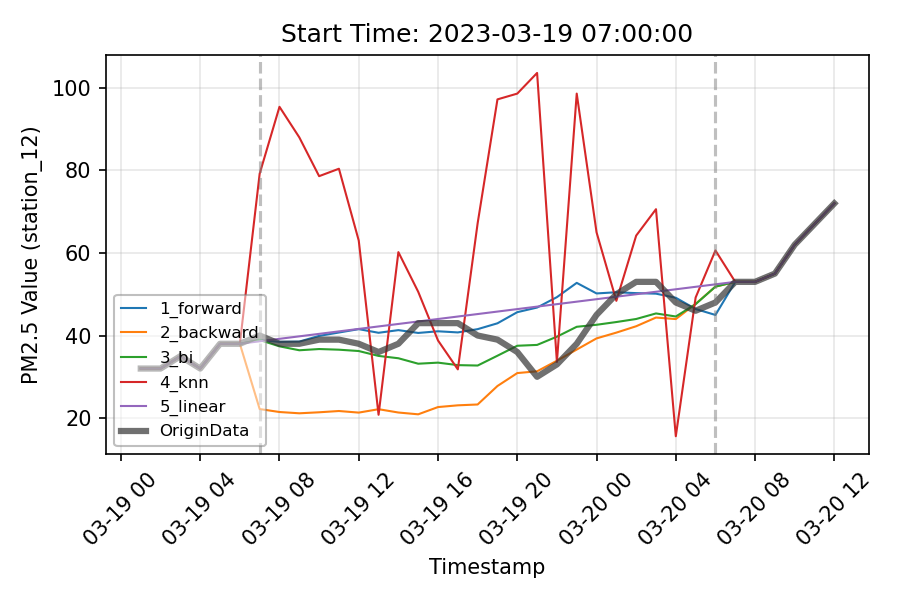 Start Time: 2023-03-19 07:00:00
PM2.5 Value (station_12)
100
80
60
40
20
1_forward
2_backward
3_bi
4_knn
5_linear
OriginData
03-19 00
03-19 04
03-19 08
03-19 12
03-19 16
03-19 20
03-20 00
03-20 04
03-20 08
03-20 12
Timestamp